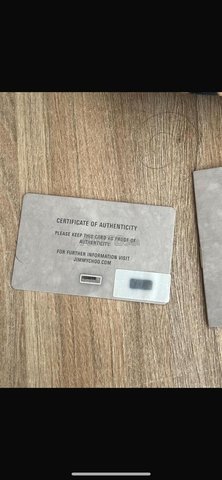 CERTIFICATE OF AUTHENTICITY
PLEASE KEEP THIS CARD AS PROOF OF
AUTHENTICITY.
FOR FURTHER INFORMATION VISIT
JIMMYCHOO.COM